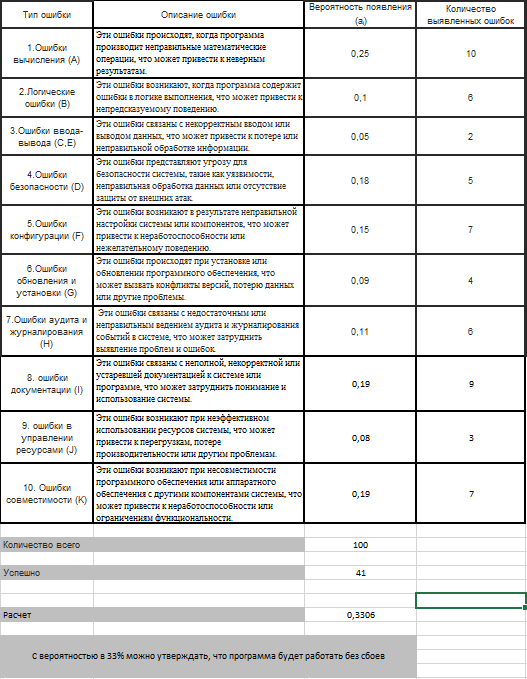 Тип ошибки
Описание ошибки
Вероятность появления
(aᵢ)
Количество
выявленных ошибок
1.Ошибки
вычисления (A)
Эти ошибки происходят, когда программа
производит неправильные математические
операции, что может привести к неверным
результатам.
0,25
10
2.Логические
ошибки (B)
Эти ошибки возникают, когда программа содержит
ошибки в логике выполнения, что может привести к
непредсказуемому поведению.
0,1
6
3.Ошибки ввода-
вывода (C,E)
Эти ошибки связаны с некорректным вводом или
выводом данных, что может привести к потере или
неправильной обработке информации.
0,05
2
4.Ошибки
безопасности (D)
Эти ошибки представляют угрозу для
безопасности системы, такие как уязвимости,
неправильная обработка данных или отсутствие
защиты от внешних атак.
0,18
5
5.Ошибки
конфигурации (F)
Эти ошибки возникают в результате неправильной
настройки системы или компонентов, что может
привести к неработоспособности или
нежелательному поведению.
0,15
7
6.Ошибки
обновления и
установки (G)
Эти ошибки происходят при установке или
обновлении программного обеспечения, что
может вызвать конфликты версий, потерю данных
или другие проблемы.
0,09
4
7.Ошибки аудита и
журналирования
(H)
Эти ошибки связаны с недостаточным или
неправильным ведением аудита и журналирования
событий в системе, что может затруднить
выявление проблем и ошибок.
0,11
6
8. ошибки
документации (I)
Эти ошибки связаны с неполной, некорректной или
устаревшей документацией к системе или
программе, что может затруднить понимание и
использование системы.
0,19
9
9. ошибки в
управлении
ресурсами (J)
Эти ошибки возникают при неэффективном
использовании ресурсов системы, что может
привести к перегрузкам, потере
производительности или другим проблемам.
0,08
3
10. Ошибки
совместимости (K)
Эти ошибки возникают при несовместимости
программного обеспечения или аппаратного
обеспечения с другими компонентами системы, что
может привести к неработоспособности или
ограничениям функциональности.
0,19
7
Количество всего
100
Успешно
41
Расчет
0,3306
С вероятностью в 33% можно утверждать, что программа будет работать без сбоев